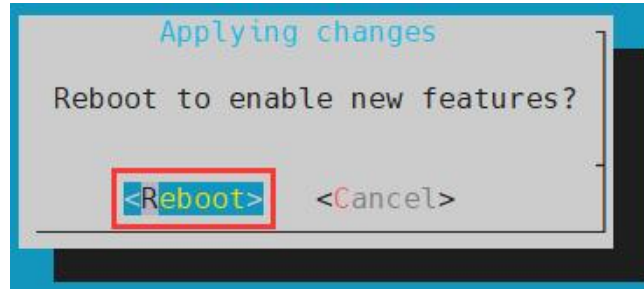 Applying changes
Reboot to enable new features?
<Reboot> <Cancel>